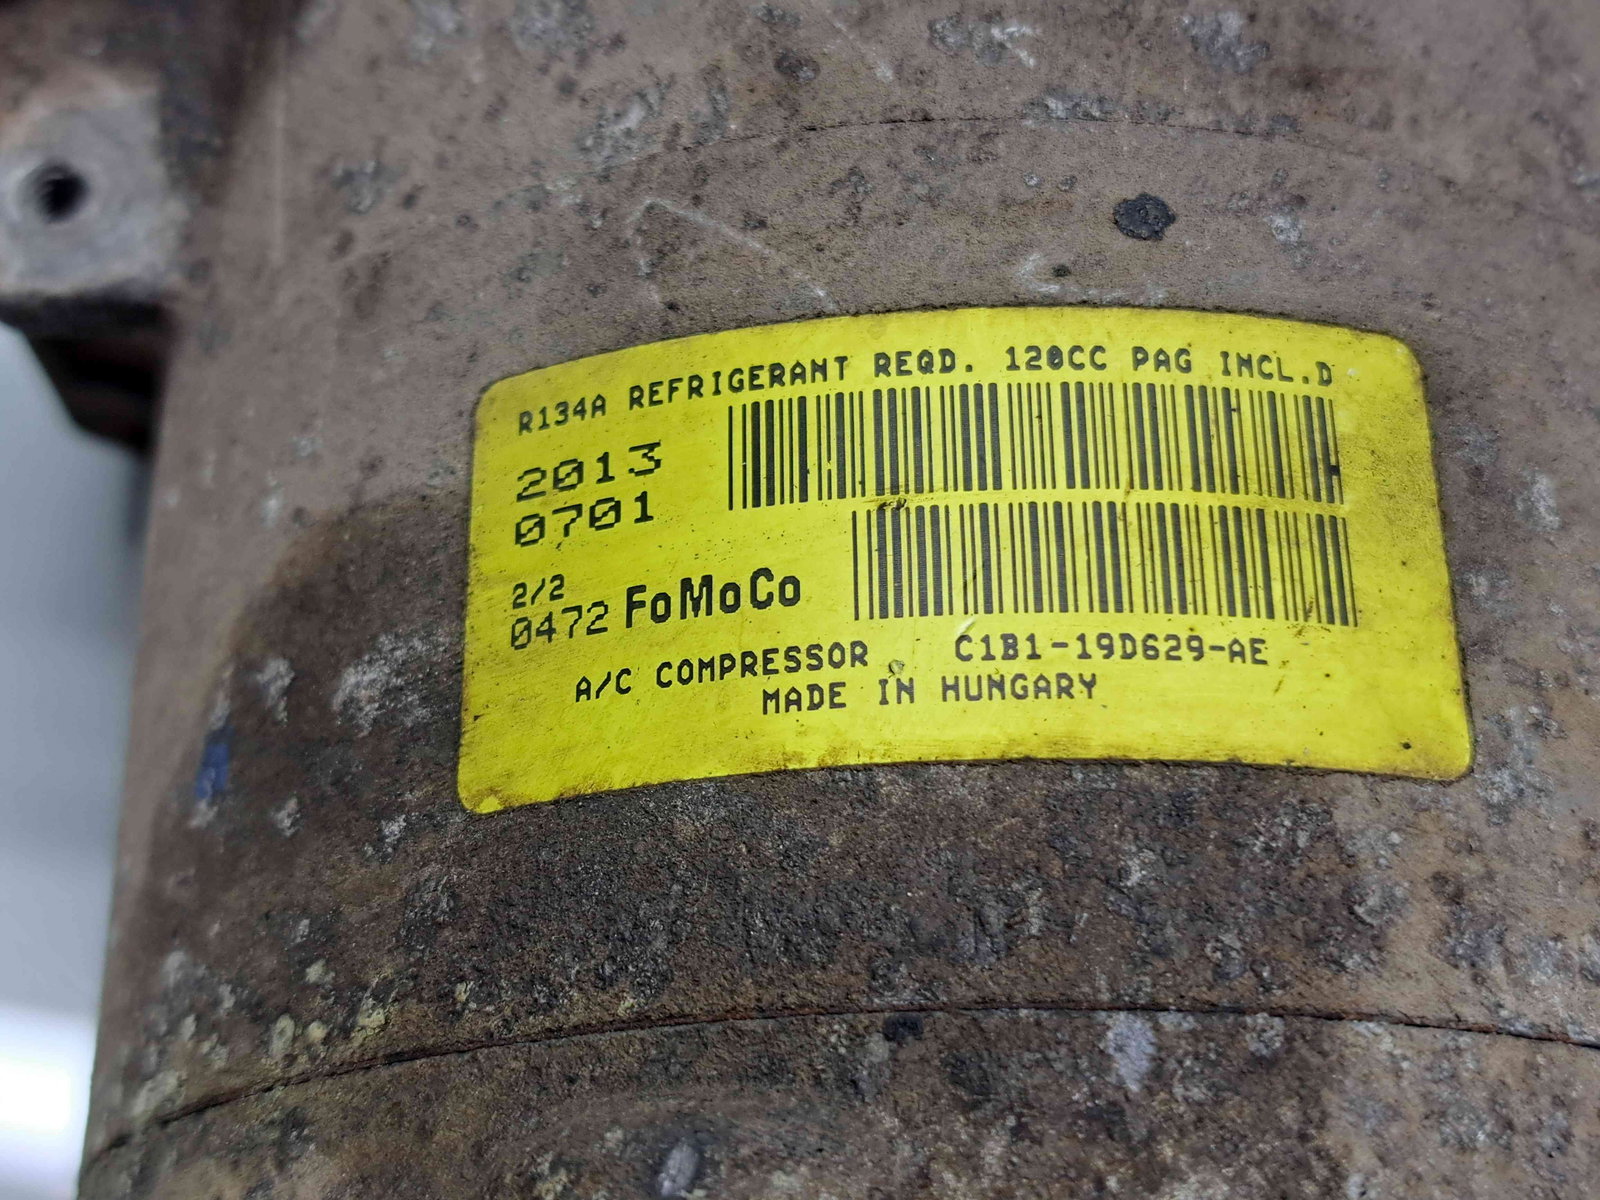 R134A REFRIGERANT REQD. 120CC PAG INCL.D
2013
0701
2/2
0472 FoMoCo
A/C COMPRESSOR C1B1-19D629-AE
MADE IN HUNGARY